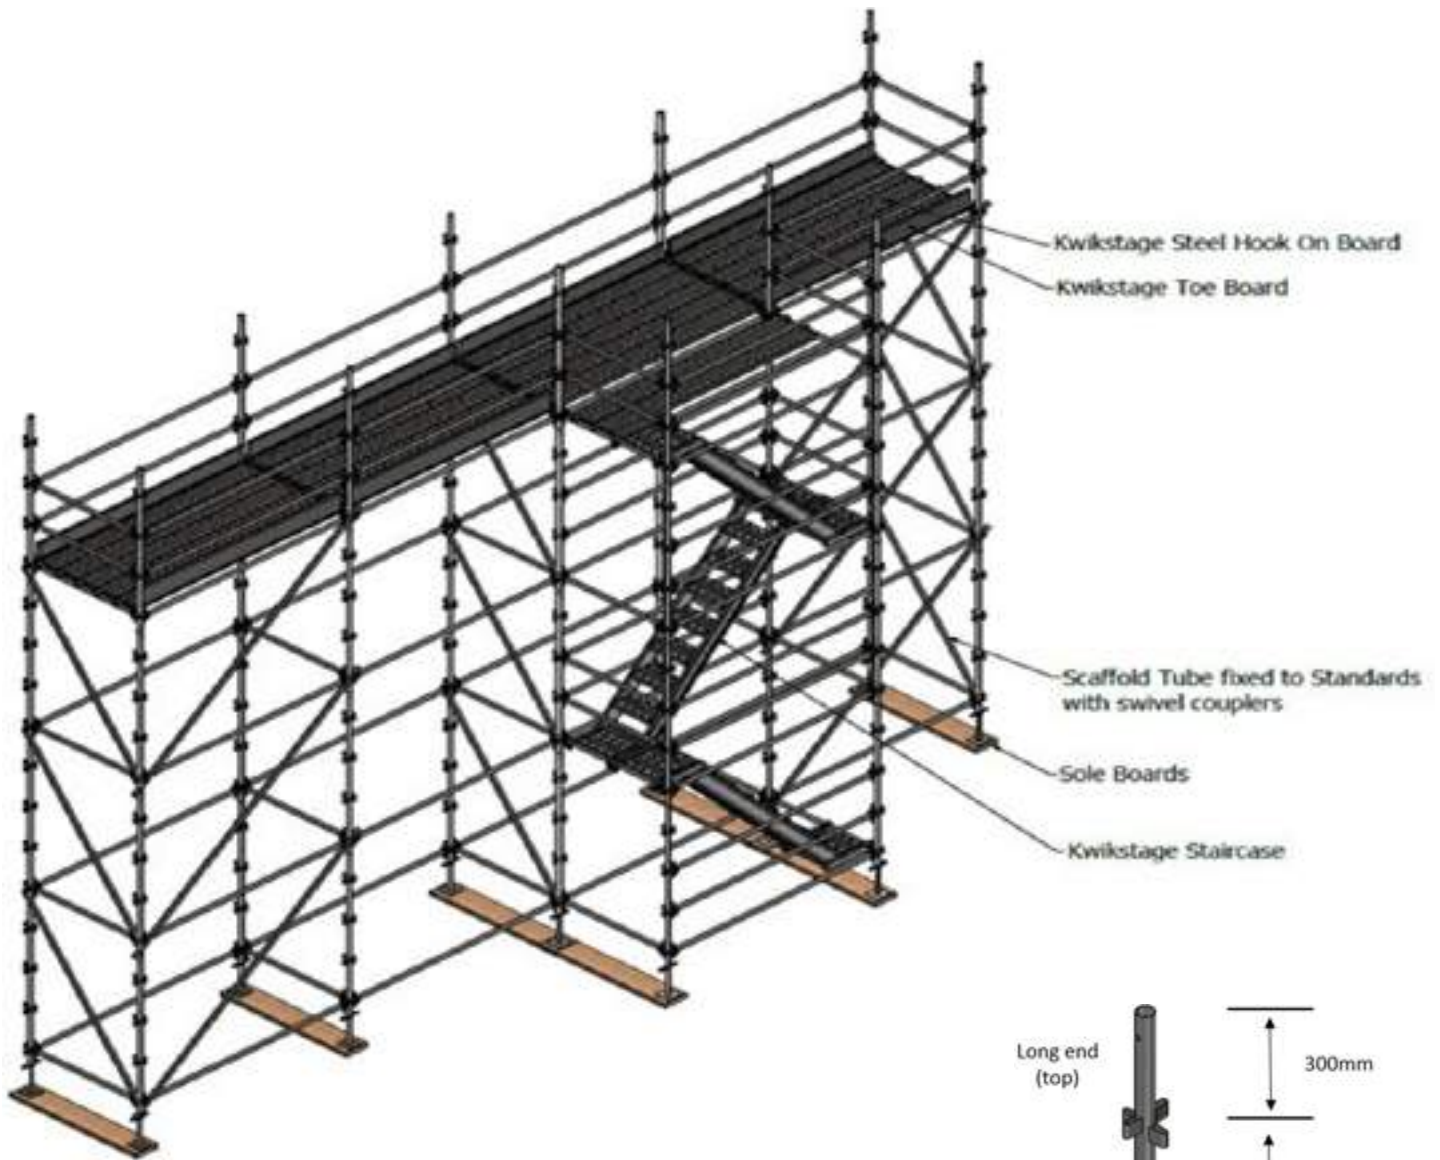 Kwikstage Steel Hook On Board
Kwikstage Toe Board
Scaffold Tube fixed to Standards
with swivel couplers
Sole Boards
Kwikstage Staircase
Long end
(top)
300mm